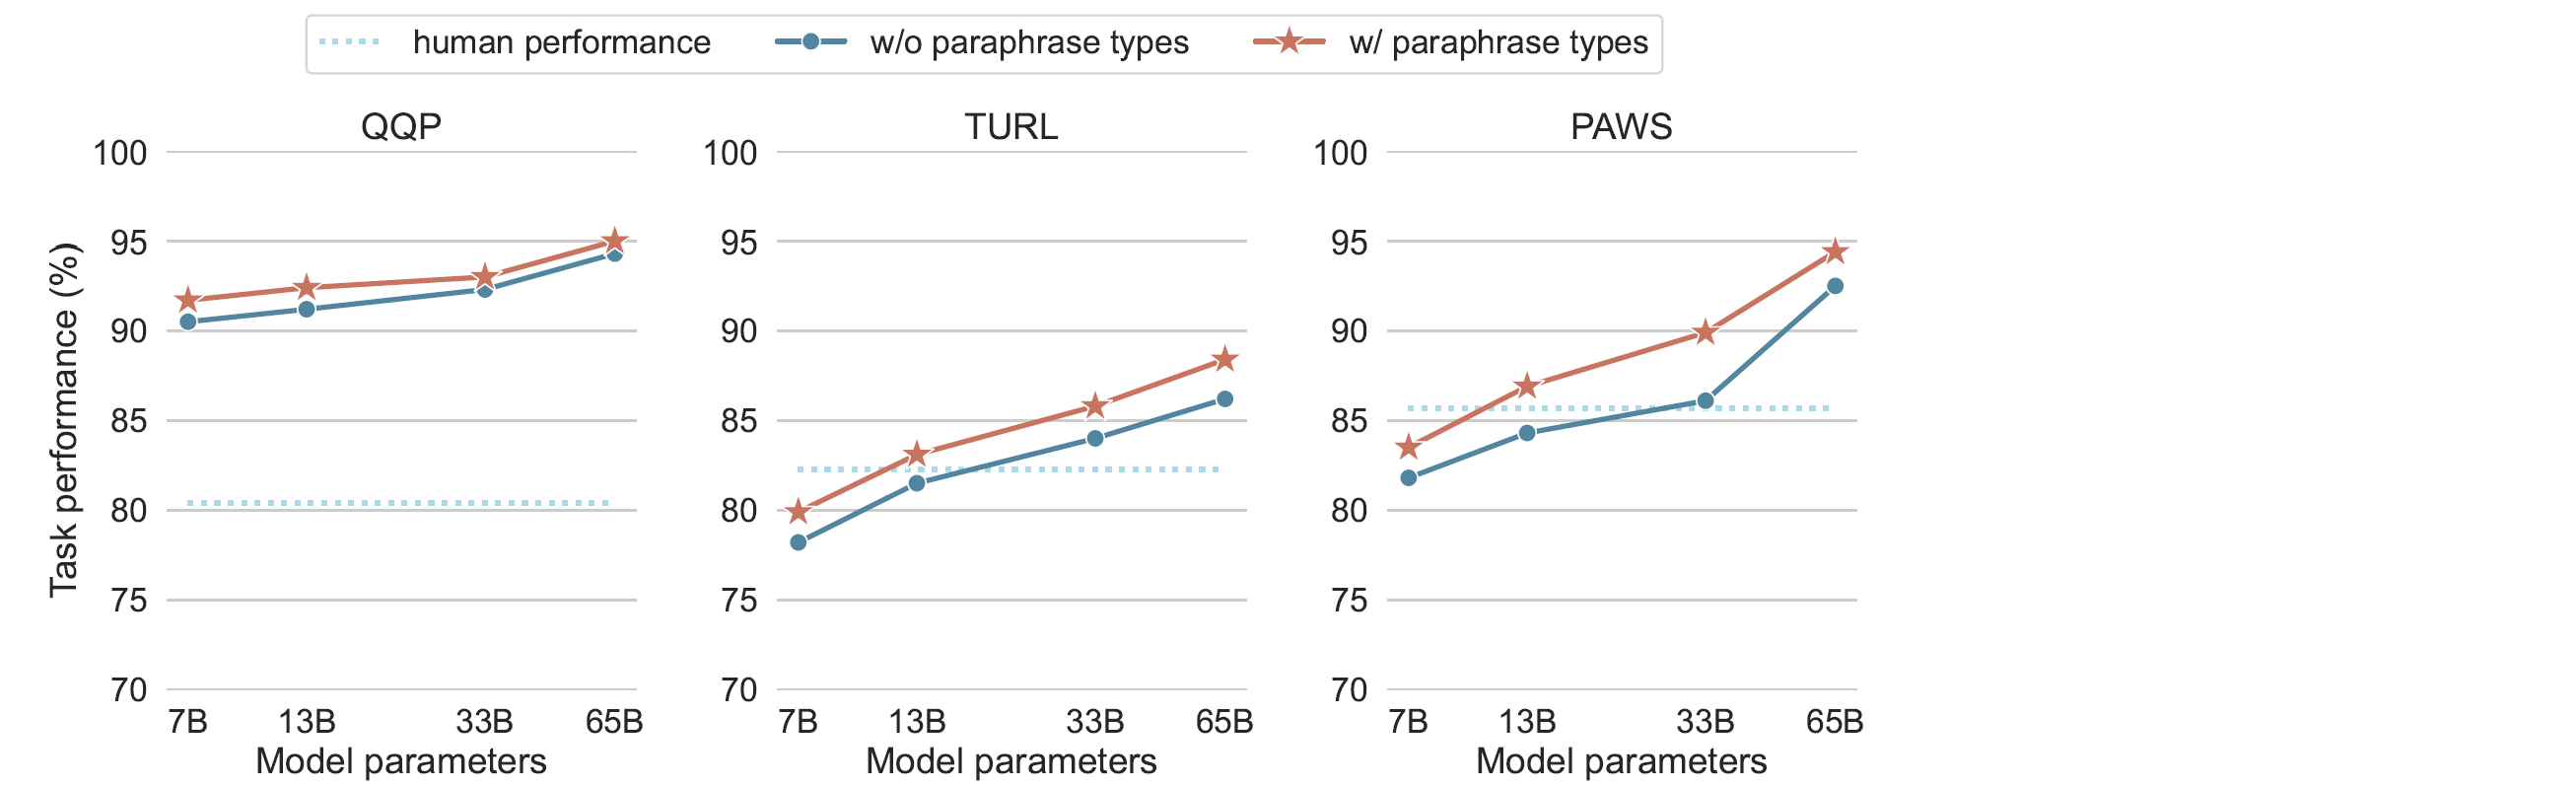 human performance
w/o paraphrase types
w/ paraphrase types
QQP
TURL
PAWS
Task performance (%)
100
95
90
85
80
75
70
7B 13B 33B 65B
Model parameters
100
95
90
85
80
75
70
7B 13B 33B 65B
Model parameters
100
95
90
85
80
75
70
7B 13B 33B 65B
Model parameters